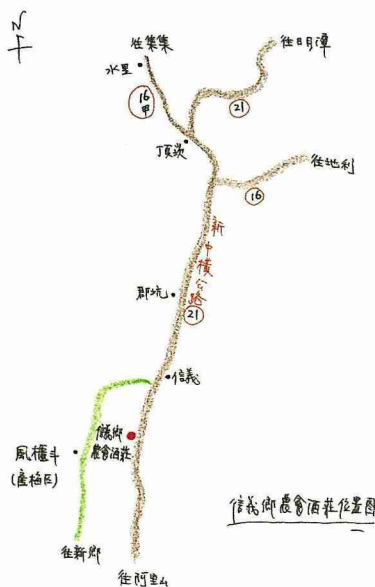 N
往集集
往日月潭
水里
16
甲
21
頂崁
往地利
16
新中橫公路
郡坑
21
信義
信義鄉
農會酒莊
風櫃斗
(產梅區)
信義鄉農會酒莊位置圖
往新鄉
往阿里山